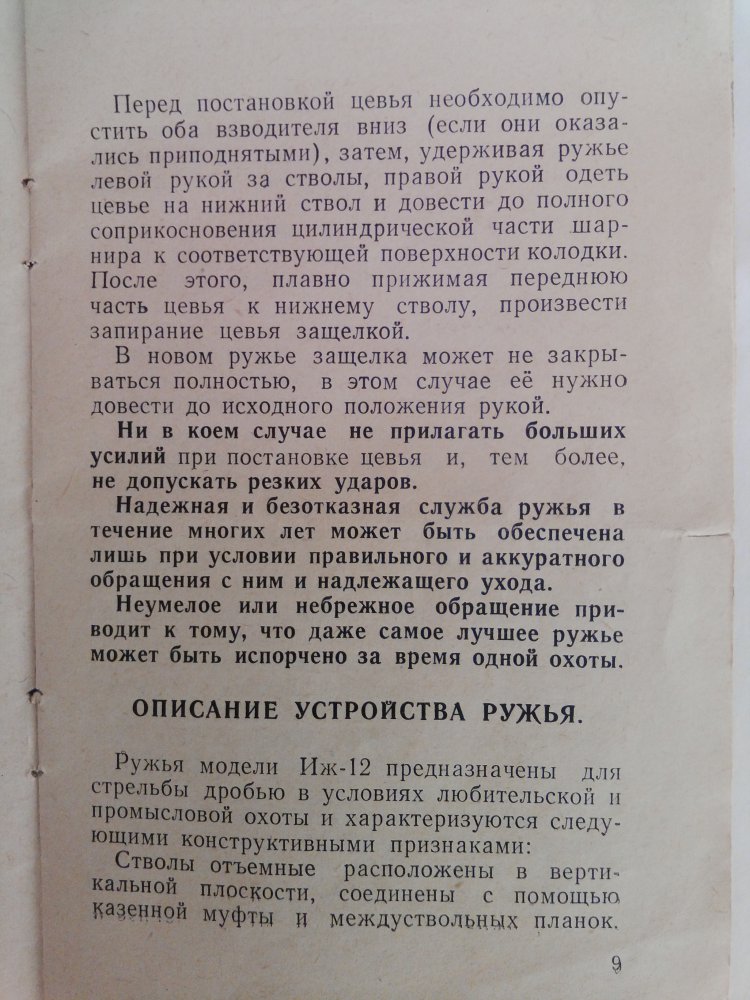 Перед постановкой цевья необходимо опу-
стить оба взводителя вниз (если они оказа-
лись приподнятыми), затем, удерживая ружье
левой рукой за стволы, правой рукой одеть
цевье на нижний ствол и довести до полного
соприкосновения цилиндрической части шар-
нира к соответствующей поверхности колодки.
После этого, плавно прижимая переднюю
часть цевья к нижнему стволу, произвести
запирание цевья защелкой.
В новом ружье защелка может не закры-
ваться полностью, в этом случае её нужно
довести до исходного положения рукой.
Ни в коем случае не прилагать больших
усилий при постановке цевья и, тем более,
не допускать резких ударов.
Надежная и безотказная служба ружья в
течение многих лет может быть обеспечена
лишь при условии правильного и аккуратного
обращения с ним и надлежащего ухода.
Неумелое или небрежное обращение при-
водит к тому, что даже самое лучшее ружье
может быть испорчено за время одной охоты.
ОПИСАНИЕ УСТРОЙСТВА РУЖЬЯ.
Ружья модели Иж-12 предназначены для
стрельбы дробью в условиях любительской и
промысловой охоты и характеризуются следу-
ющими конструктивными признаками:
Стволы отъемные расположены в верти-
кальной плоскости, соединены с помощью
казенной муфты и междуствольных планок.
9